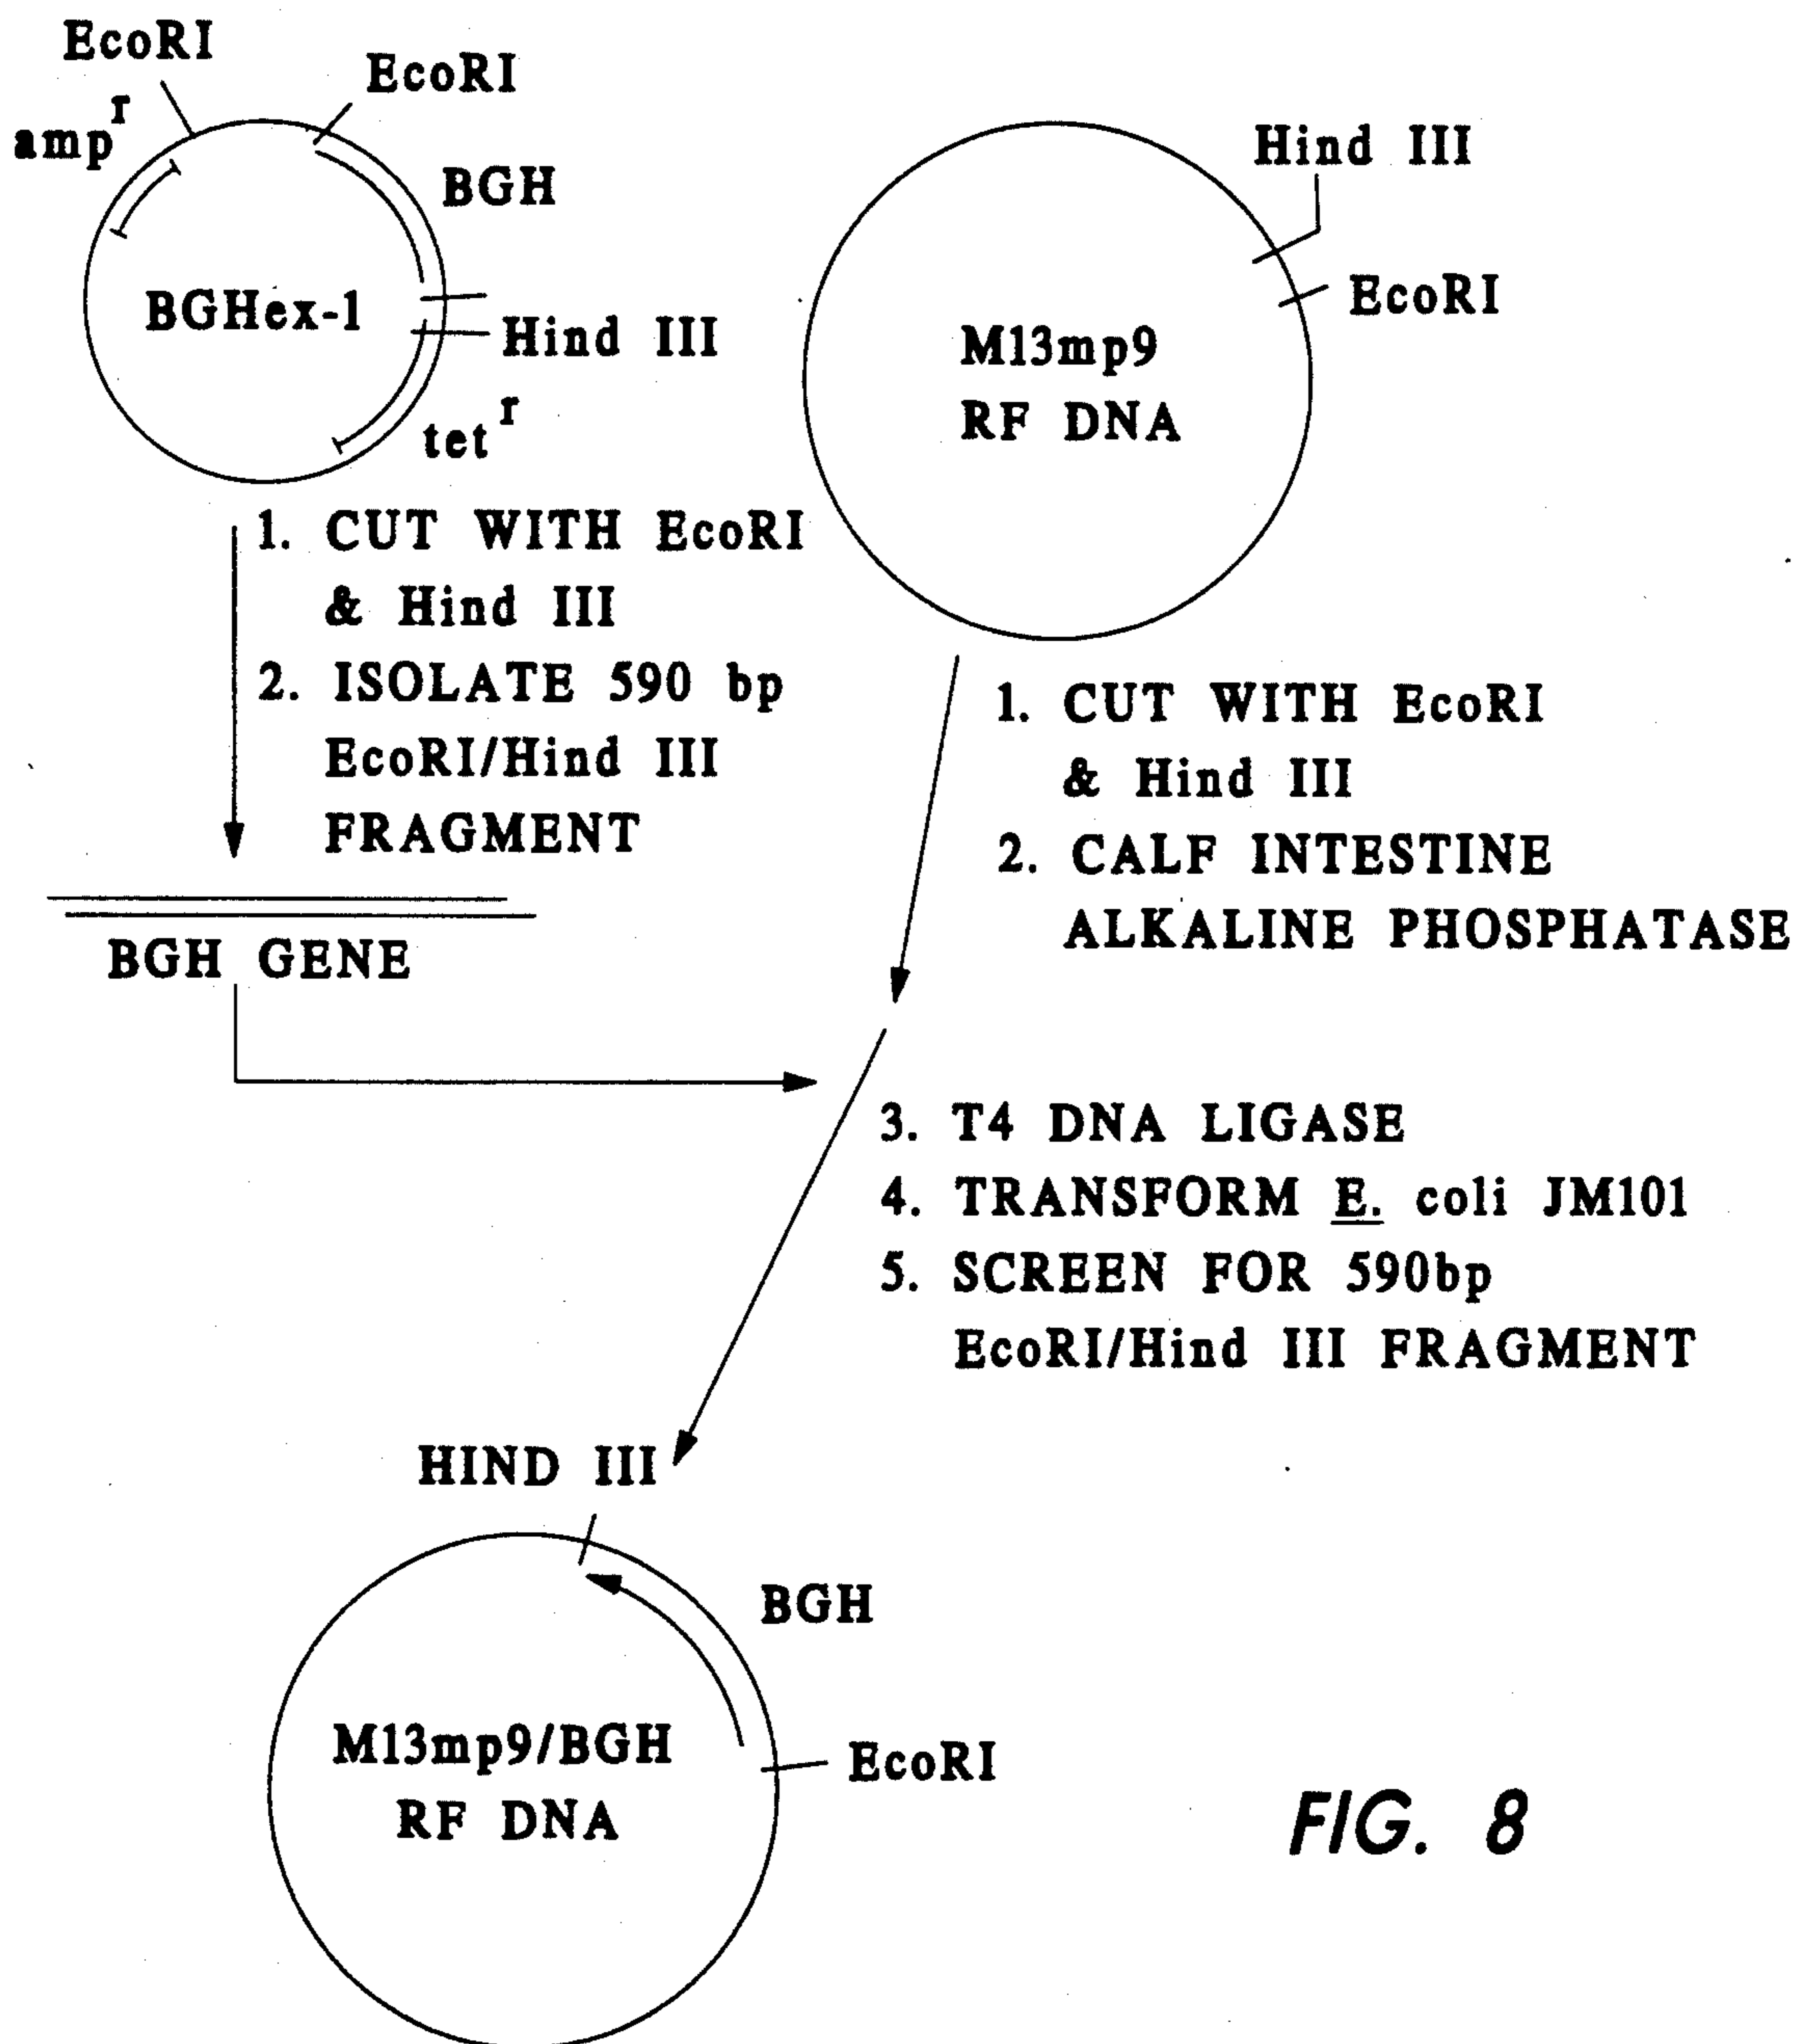 EcoRI
EcoRI
amp r
BGH
BGHex-1
Hind III
tet r
Hind III
EcoRI
M13mp9
RF DNA
1. CUT WITH EcoRI
& Hind III
2. ISOLATE 590 bp
EcoRI/Hind III
FRAGMENT
BGH GENE
1. CUT WITH EcoRI
& Hind III
2. CALF INTESTINE
ALKALINE PHOSPHATASE
3. T4 DNA LIGASE
4. TRANSFORM E. coli JM101
5. SCREEN FOR 590bp
EcoRI/Hind III FRAGMENT
HIND III
BGH
M13mp9/BGH
RF DNA
EcoRI
FIG. 8